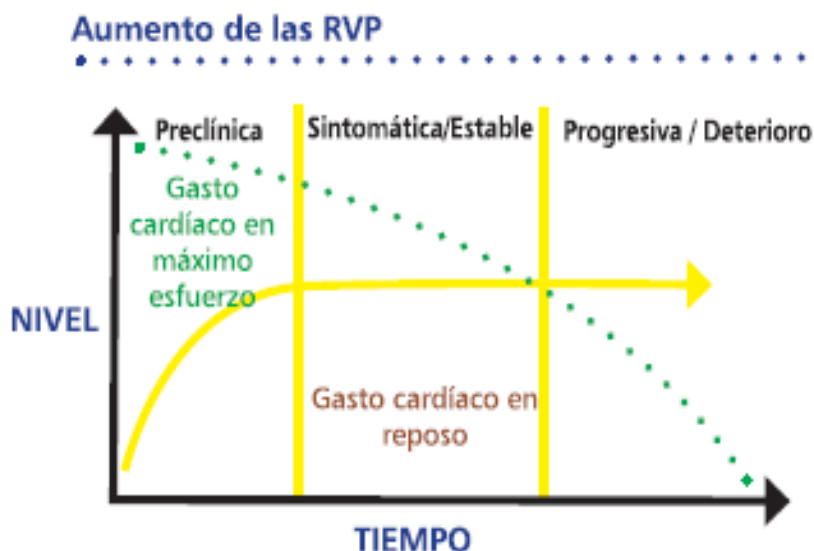 Aumento de las RVP
Preclínica
Sintomática/Estable
Progresiva / Deterioro
Gasto
cardíaco en
máximo
esfuerzo
NIVEL
Gasto cardíaco en
reposo
TIEMPO